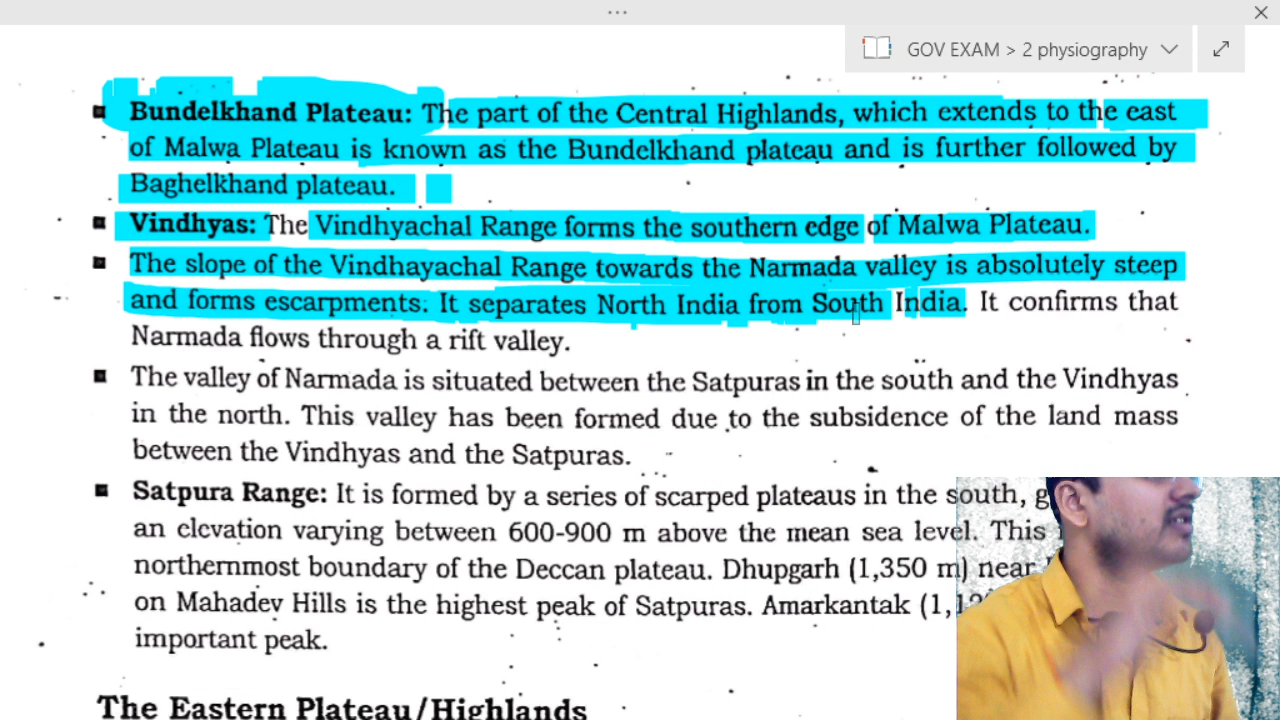 GOV EXAM > 2 physiography
Bundelkhand Plateau: The part of the Central Highlands, which extends to the east
of Malwa Plateau is known as the Bundelkhand plateau and is further followed by
Baghelkhand plateau.
Vindhyas: The Vindhyachal Range forms the southern edge of Malwa Plateau.
The slope of the Vindhayachal Range towards the Narmada valley is absolutely steep
and forms escarpments. It separates North India from South India. It confirms that
Narmada flows through a rift valley.
The valley of Narmada is situated between the Satpuras in the south and the Vindhyas
in the north. This valley has been formed due to the subsidence of the land mass
between the Vindhyas and the Satpuras.
Satpura Range: It is formed by a series of scarped plateaus in the south,
an elevation varying between 600-900 m above the mean sea level. This
northernmost boundary of the Deccan plateau. Dhupgarh (1,350 m) near
on Mahadev Hills is the highest peak of Satpuras. Amarkantak
important peak.
The Eastern Plateau/Highlands